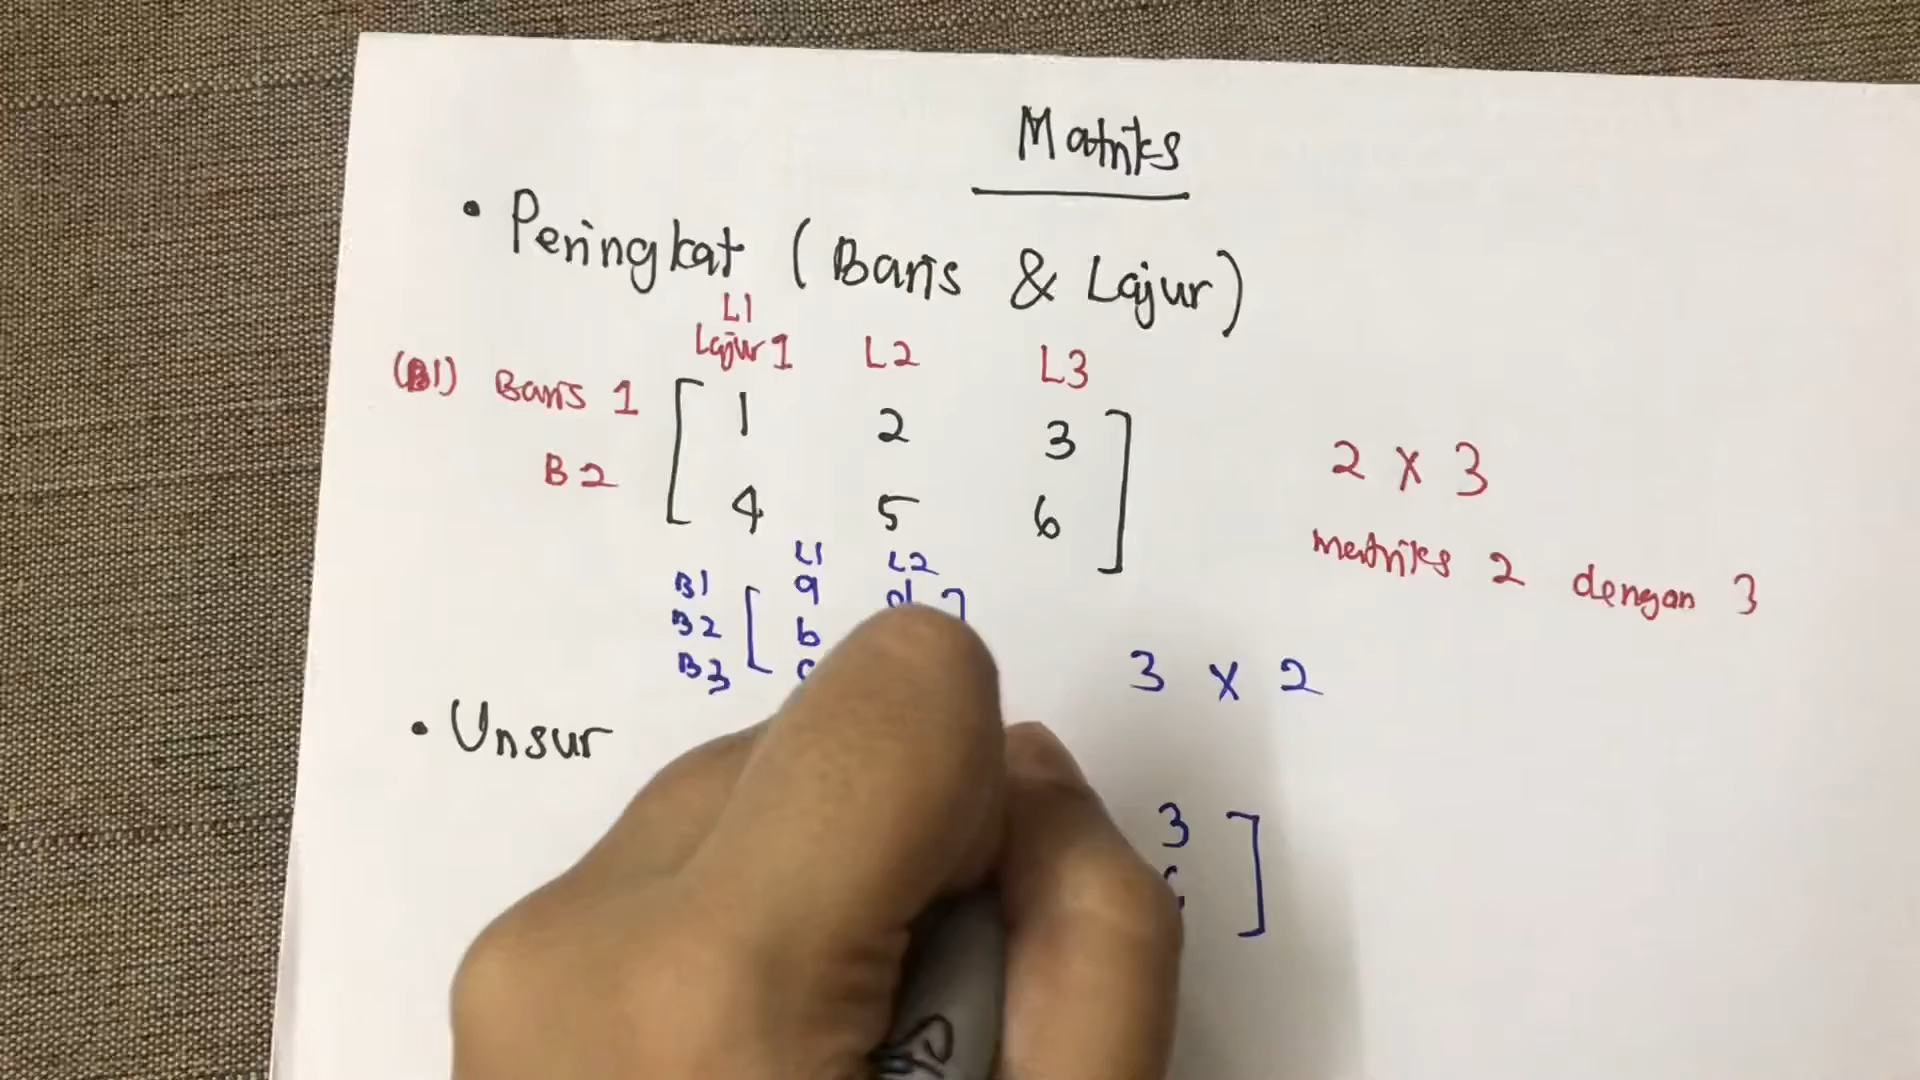 Matriks
• Peringkat (Baris & Lajur)
L1
Lajur 1 L2 L3
(B1) Baris 1 [ 1 2 3 ]
B2 4 5 6
2 x 3
matriks 2 dengan 3
L1 L2
B1 [ a d ]
B2 b
B3 c
3 x 2
• Unsur
3 ]